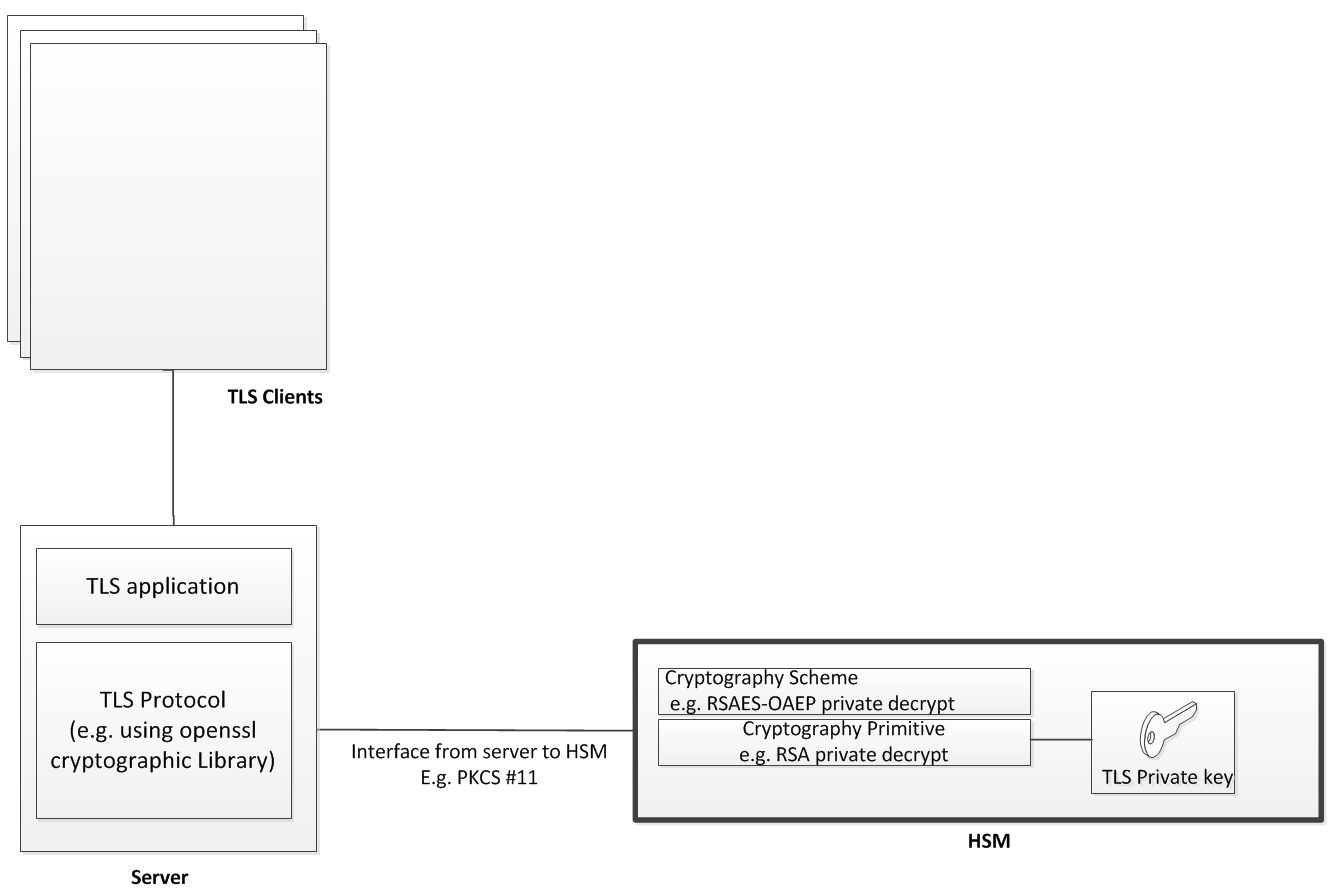 TLS Clients
TLS application
TLS Protocol
(e.g. using openssl
cryptographic Library)
Server
Interface from server to HSM
E.g. PKCS #11
Cryptography Scheme
e.g. RSAES-OAEP private decrypt
Cryptography Primitive
e.g. RSA private decrypt
TLS Private key
HSM